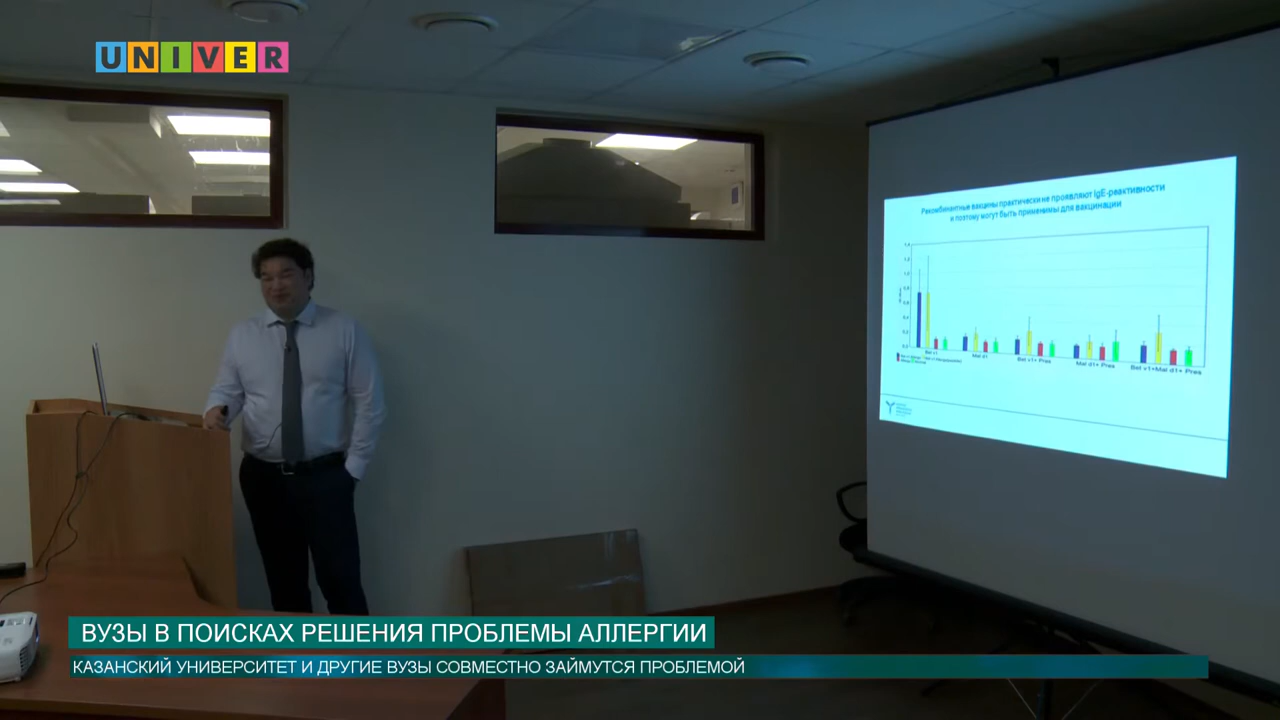 UNIVER
Рекомбинантные вакцины практически не проявляют IgE-реактивности
и поэтому могут быть применимы для вакцинации
Bet v1
Mal d1
Bet v1+ Pres
Mal d1+ Pres
Bet v1+Mal d1+ Pres
ВУЗЫ В ПОИСКАХ РЕШЕНИЯ ПРОБЛЕМЫ АЛЛЕРГИИ
КАЗАНСКИЙ УНИВЕРСИТЕТ И ДРУГИЕ ВУЗЫ СОВМЕСТНО ЗАЙМУТСЯ ПРОБЛЕМОЙ